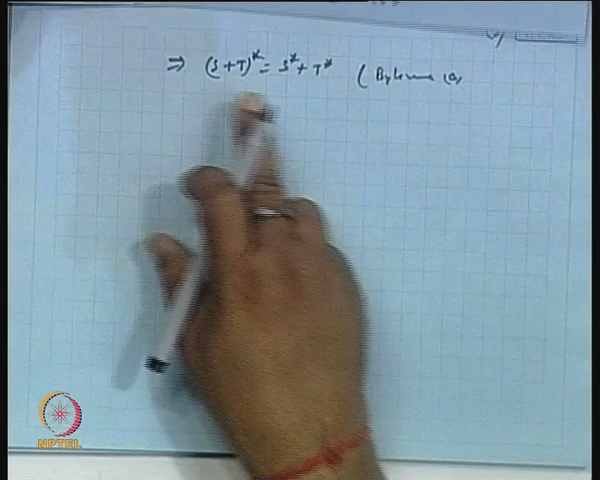 ⇒ (S+T)* = S* + T* ( By lemma (a)
NPTEL